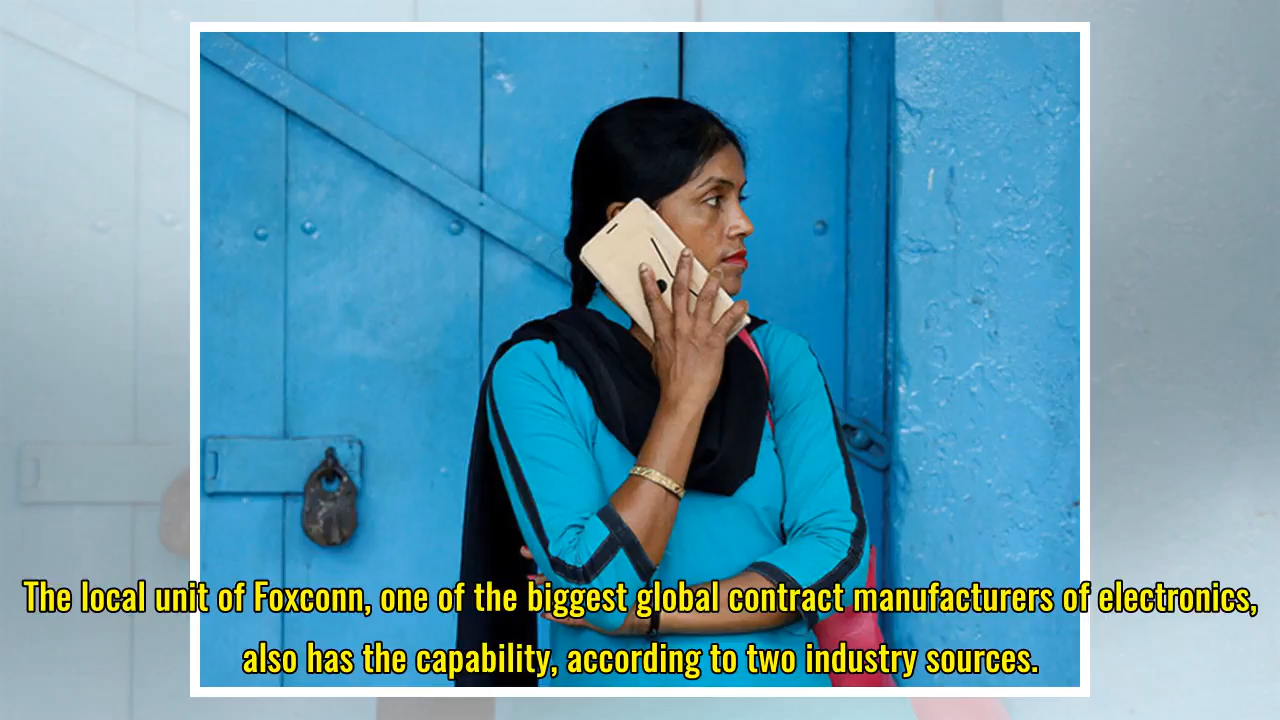 The local unit of Foxconn, one of the biggest global contract manufacturers of electronics,
also has the capability, according to two industry sources.